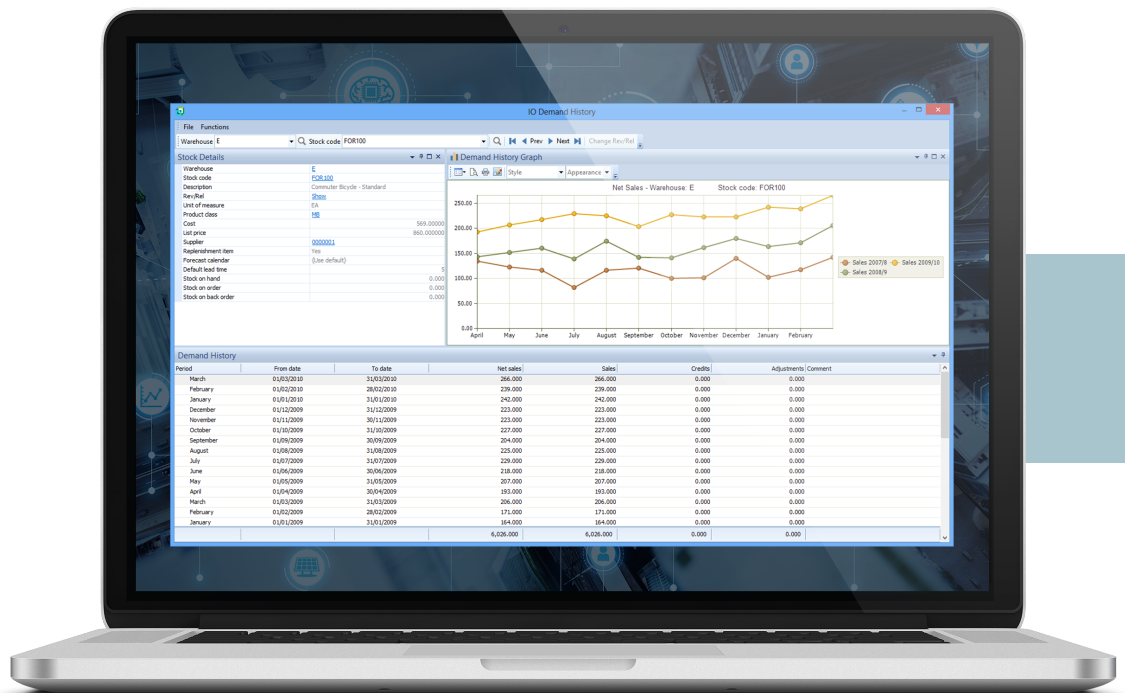 IO Demand History
File Functions
Warehouse E Stock code FOR100 Prev Next Change Rev/Rel
Stock Details
Warehouse E
Stock code FOR100
Description Commuter Bicycle - Standard
Rev/Rel Show
Unit of measure EA
Product class MB
Cost 569.00000
List price 860.000000
Supplier 0000001
Replenishment item Yes
Forecast calendar (Use default)
Default lead time 5
Stock on hand 0.000
Stock on order 0.000
Stock on back order 0.000
Demand History Graph
Style Appearance
Net Sales - Warehouse: E Stock code: FOR100
250.00
200.00
150.00
100.00
50.00
0.00
April May June July August September October November December January February
Sales 2007/8 Sales 2009/10
Sales 2008/9
Demand History
Period From date To date Net sales Sales Credits Adjustments Comment
March 01/03/2010 31/03/2010 266.000 266.000 0.000 0.000
February 01/02/2010 28/02/2010 239.000 239.000 0.000 0.000
January 01/01/2010 31/01/2010 242.000 242.000 0.000 0.000
December 01/12/2009 31/12/2009 223.000 223.000 0.000 0.000
November 01/11/2009 30/11/2009 223.000 223.000 0.000 0.000
October 01/10/2009 31/10/2009 227.000 227.000 0.000 0.000
September 01/09/2009 30/09/2009 204.000 204.000 0.000 0.000
August 01/08/2009 31/08/2009 225.000 225.000 0.000 0.000
July 01/07/2009 31/07/2009 229.000 229.000 0.000 0.000
June 01/06/2009 30/06/2009 218.000 218.000 0.000 0.000
May 01/05/2009 31/05/2009 207.000 207.000 0.000 0.000
April 01/04/2009 30/04/2009 193.000 193.000 0.000 0.000
March 01/03/2009 31/03/2009 206.000 206.000 0.000 0.000
February 01/02/2009 28/02/2009 171.000 171.000 0.000 0.000
January 01/01/2009 31/01/2009 164.000 164.000 0.000 0.000
6,026.000 6,026.000 0.000 0.000